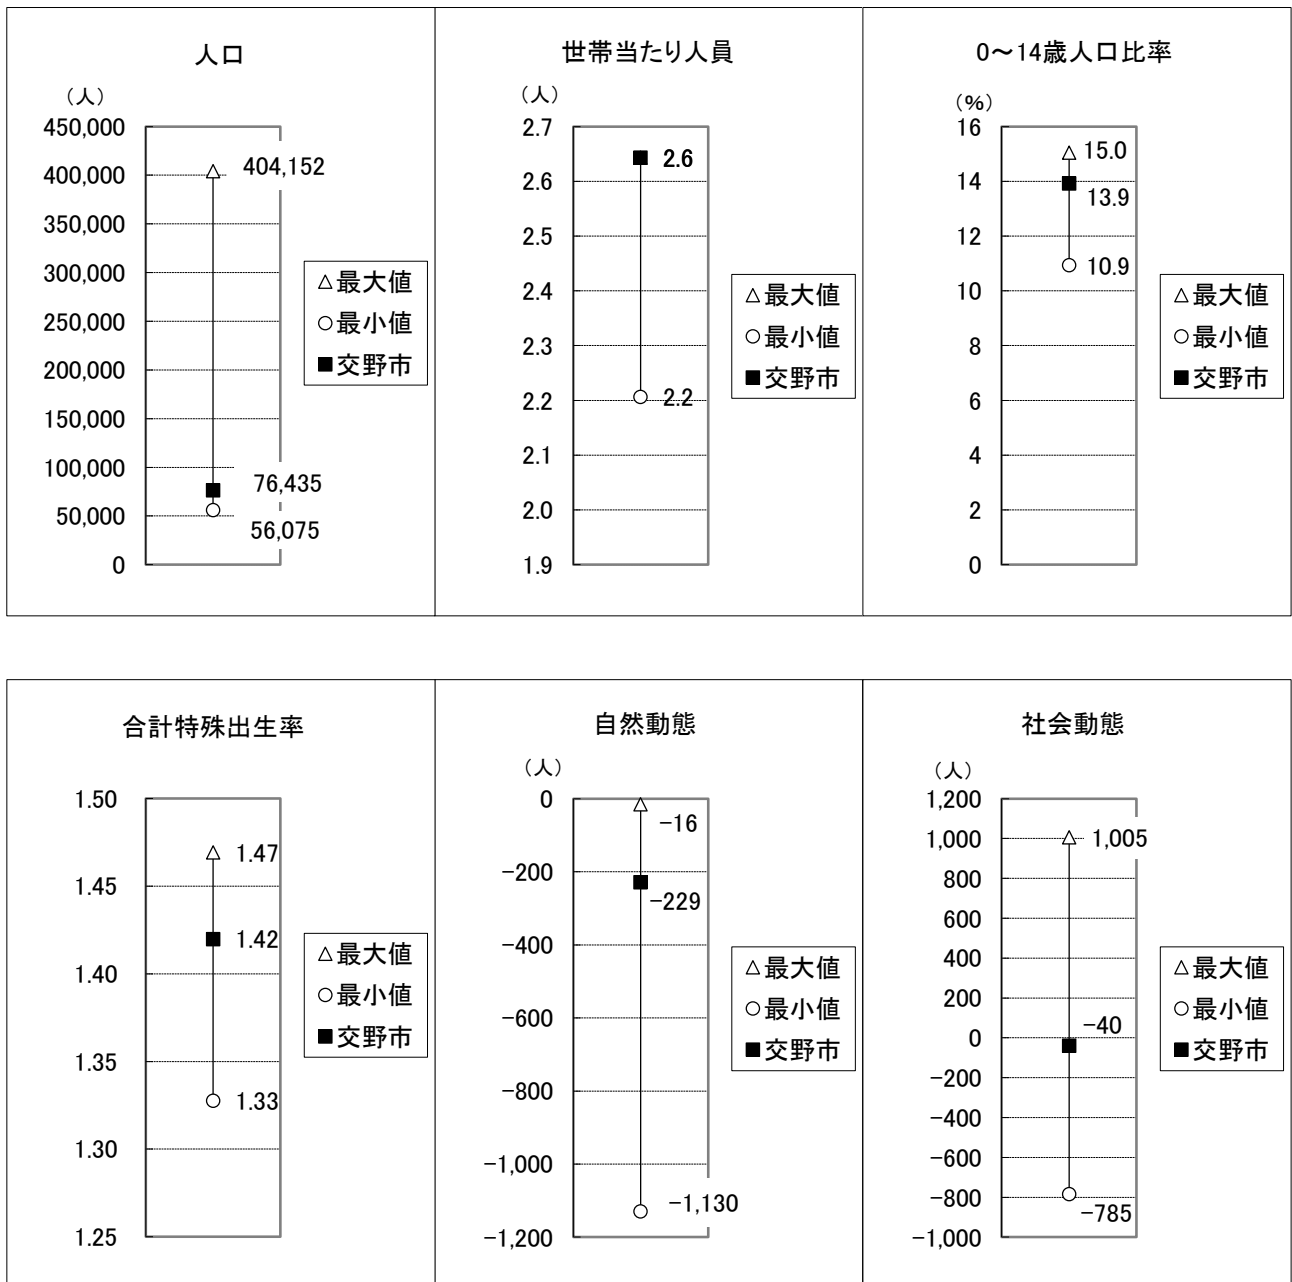 人口
（人）
450,000
400,000
350,000
300,000
250,000
200,000
150,000
100,000
50,000
0
404,152
76,435
56,075
△最大値
○最小値
■交野市
世帯当たり人員
（人）
2.7
2.6
2.5
2.4
2.3
2.2
2.1
2.0
1.9
2.6
2.2
△最大値
○最小値
■交野市
0～14歳人口比率
（％）
16
14
12
10
8
6
4
2
0
15.0
13.9
10.9
△最大値
○最小値
■交野市
合計特殊出生率
1.50
1.45
1.40
1.35
1.30
1.25
1.47
1.42
1.33
△最大値
○最小値
■交野市
自然動態
（人）
0
−200
−400
−600
−800
−1,000
−1,200
−16
−229
−1,130
△最大値
○最小値
■交野市
社会動態
（人）
1,200
1,000
800
600
400
200
0
−200
−400
−600
−800
−1,000
1,005
−40
−785
△最大値
○最小値
■交野市